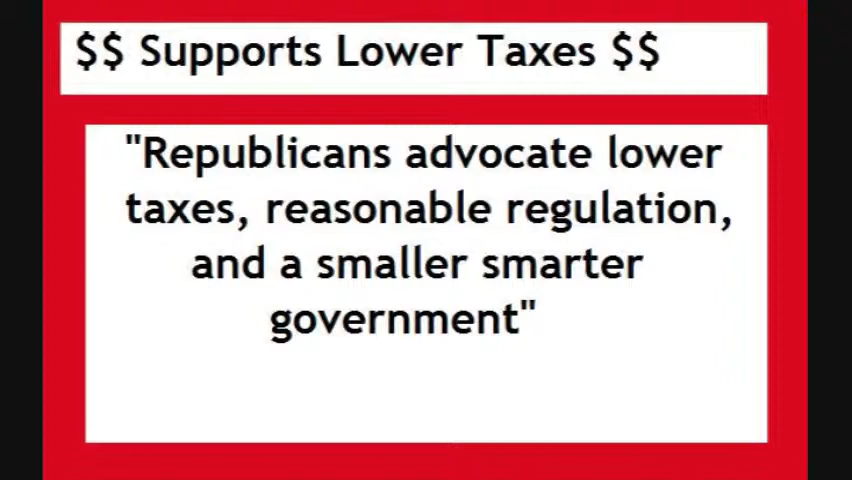 $$ Supports Lower Taxes $$
"Republicans advocate lower
taxes, reasonable regulation,
and a smaller smarter
government"